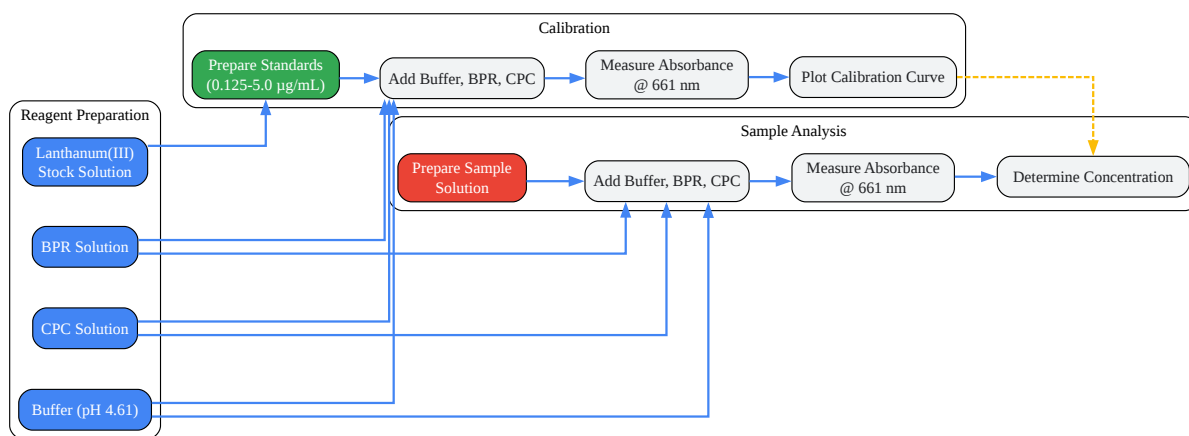 Calibration
Prepare Standards
(0.125-5.0 µg/mL)
Add Buffer, BPR, CPC
Measure Absorbance
@ 661 nm
Plot Calibration Curve
Reagent Preparation
Lanthanum(III)
Stock Solution
BPR Solution
CPC Solution
Buffer (pH 4.61)
Sample Analysis
Prepare Sample
Solution
Add Buffer, BPR, CPC
Measure Absorbance
@ 661 nm
Determine Concentration